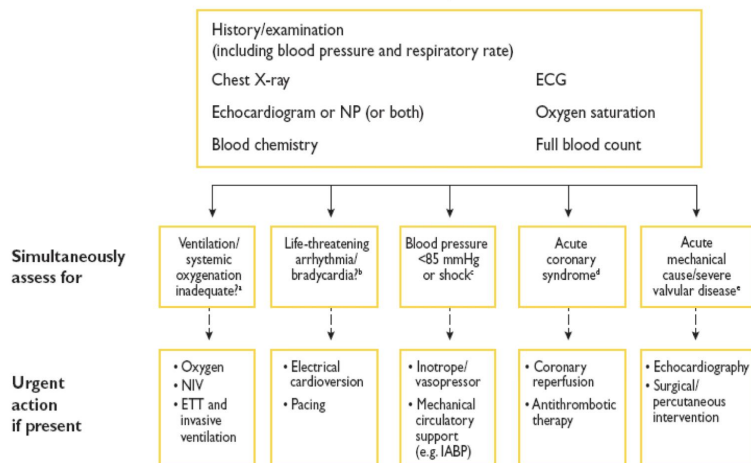 History/examination
(including blood pressure and respiratory rate)
Chest X-ray
ECG
Echocardiogram or NP (or both)
Oxygen saturation
Blood chemistry
Full blood count
Simultaneously
assess for
Ventilation/
systemic
oxygenation
inadequate?ᵃ
Life-threatening
arrhythmia/
bradycardia?ᵇ
Blood pressure
<85 mmHg
or shockᶜ
Acute
coronary
syndromeᵈ
Acute
mechanical
cause/severe
valvular diseaseᵉ
Urgent
action
if present
• Oxygen
• NIV
• ETT and
invasive
ventilation
• Electrical
cardioversion
• Pacing
• Inotrope/
vasopressor
• Mechanical
circulatory
support
(e.g. IABP)
• Coronary
reperfusion
• Antithrombotic
therapy
• Echocardiography
• Surgical/
percutaneous
intervention